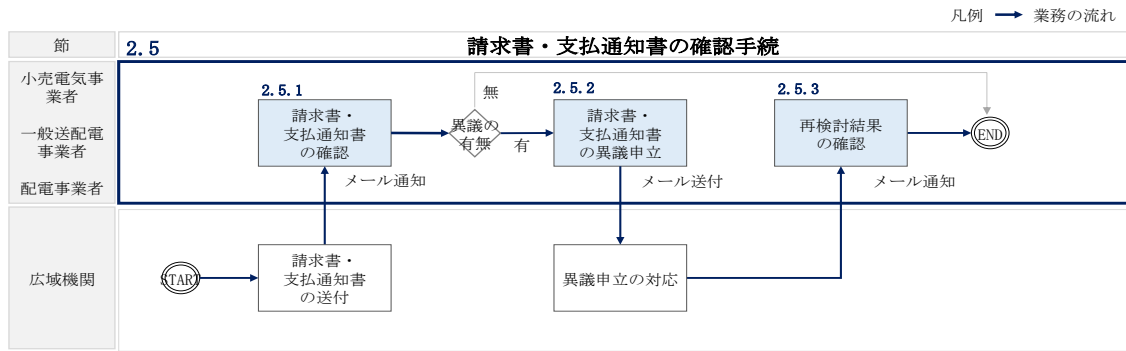 凡例 業務の流れ
節
2.5
請求書・支払通知書の確認手続
小売電気事
業者
一般送配電
事業者
配電事業者
2.5.1
請求書・
支払通知書
の確認
異議の
有無
無
有
2.5.2
請求書・
支払通知書
の異議申立
2.5.3
再検討結果
の確認
END
メール通知
メール送付
メール通知
広域機関
START
請求書・
支払通知書
の送付
異議申立の対応